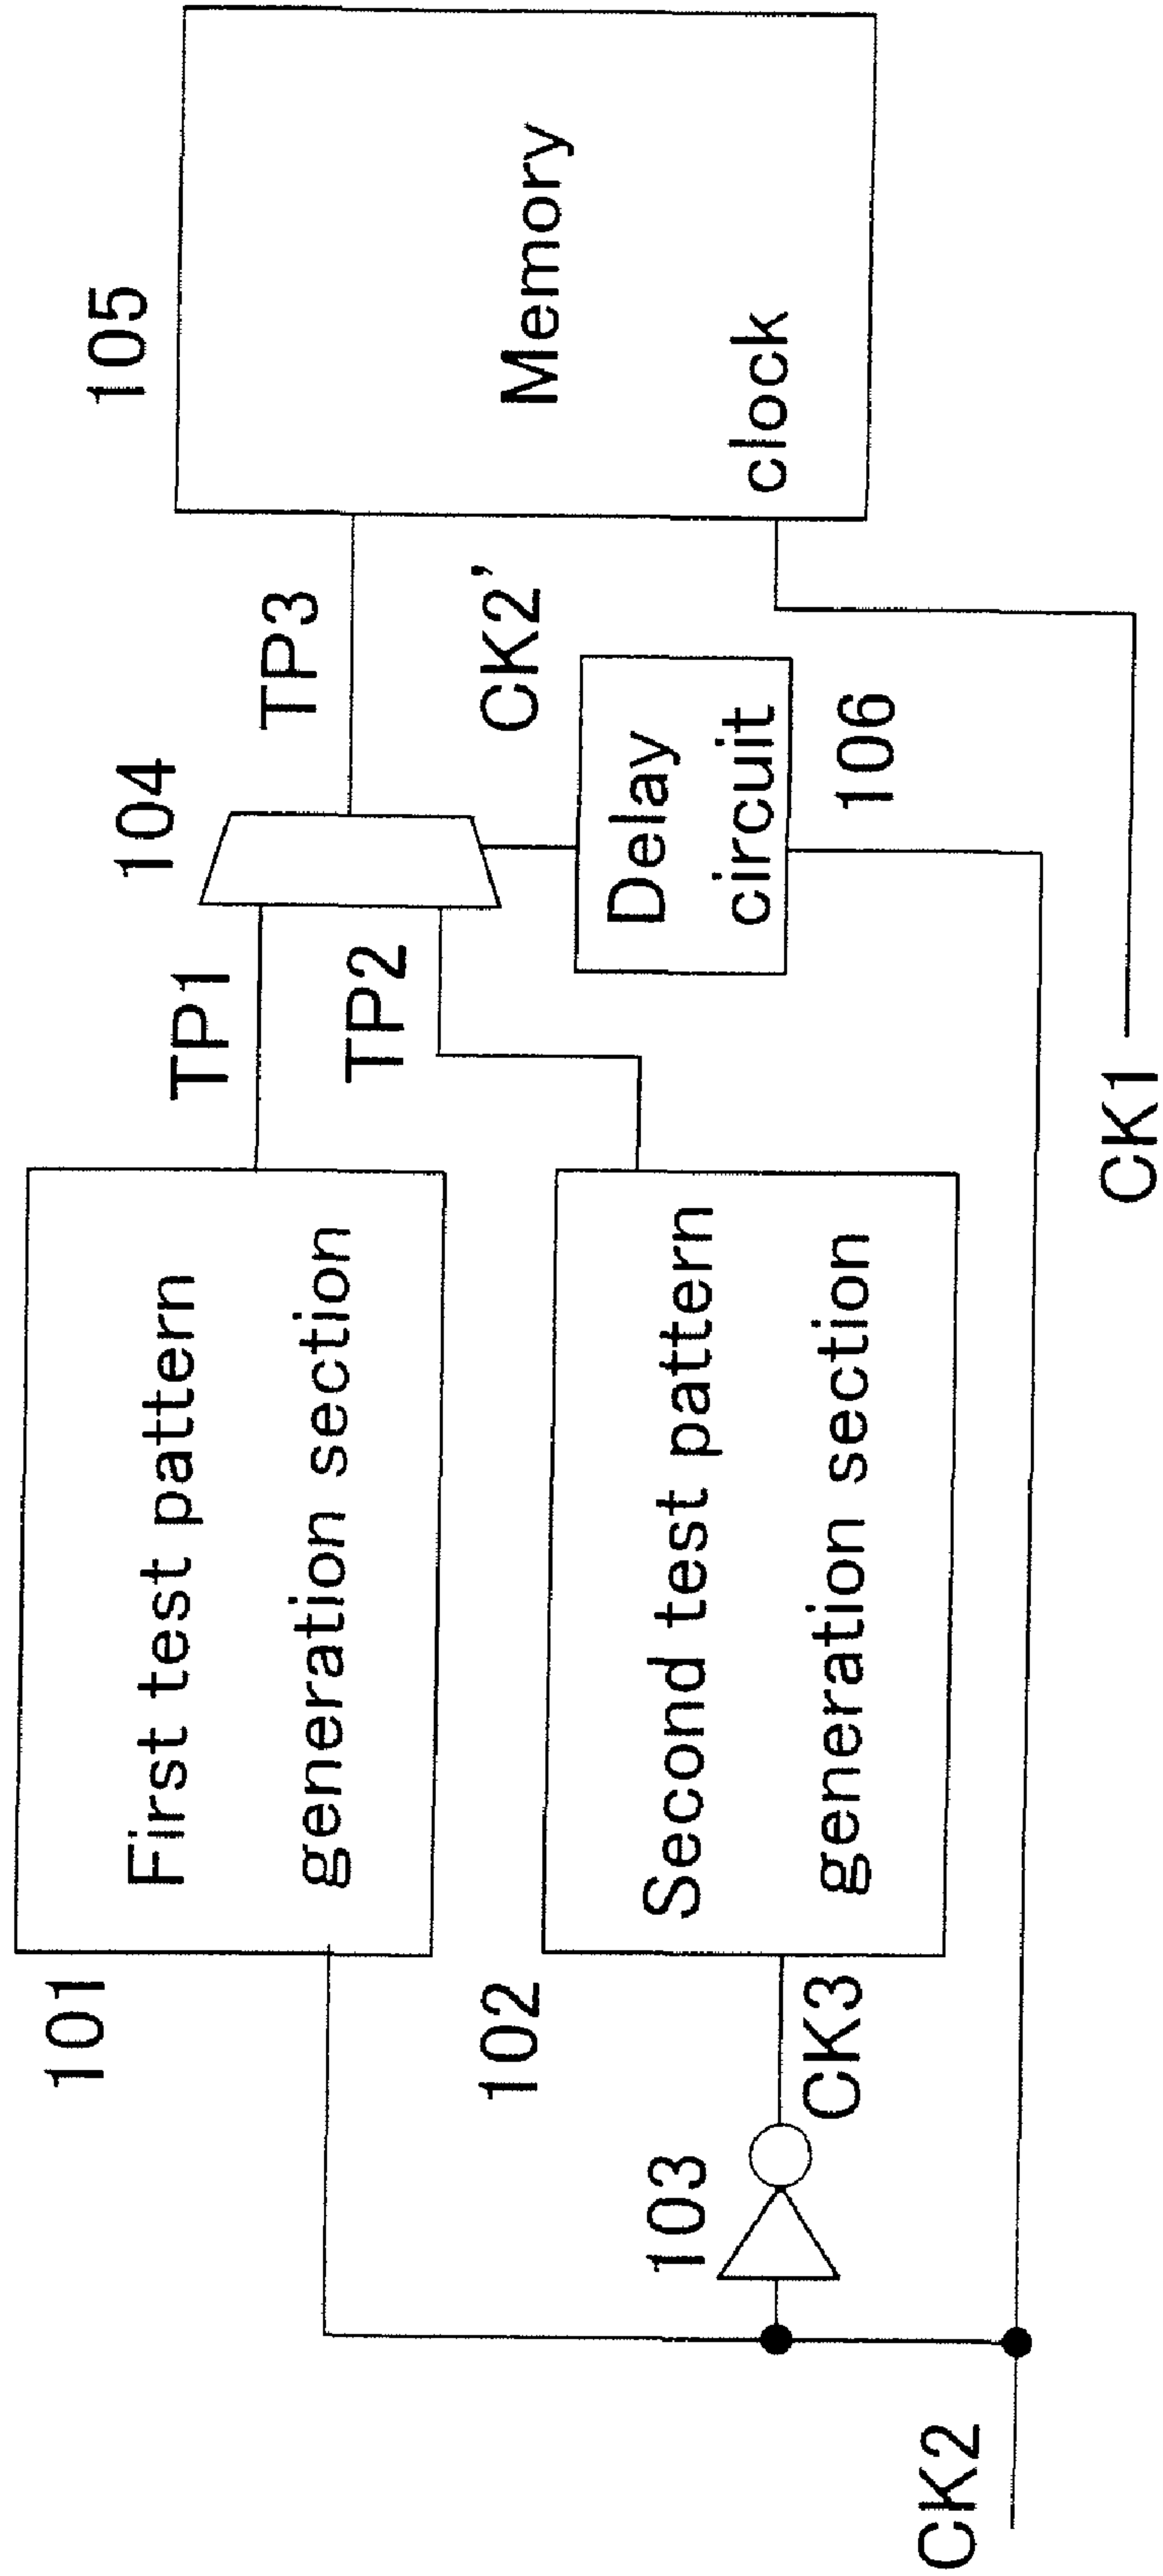 101
First test pattern
generation section
TP1
104
TP3
105
Memory
clock
102
Second test pattern
generation section
TP2
CK2'
Delay
circuit
106
103
CK3
CK2
CK1